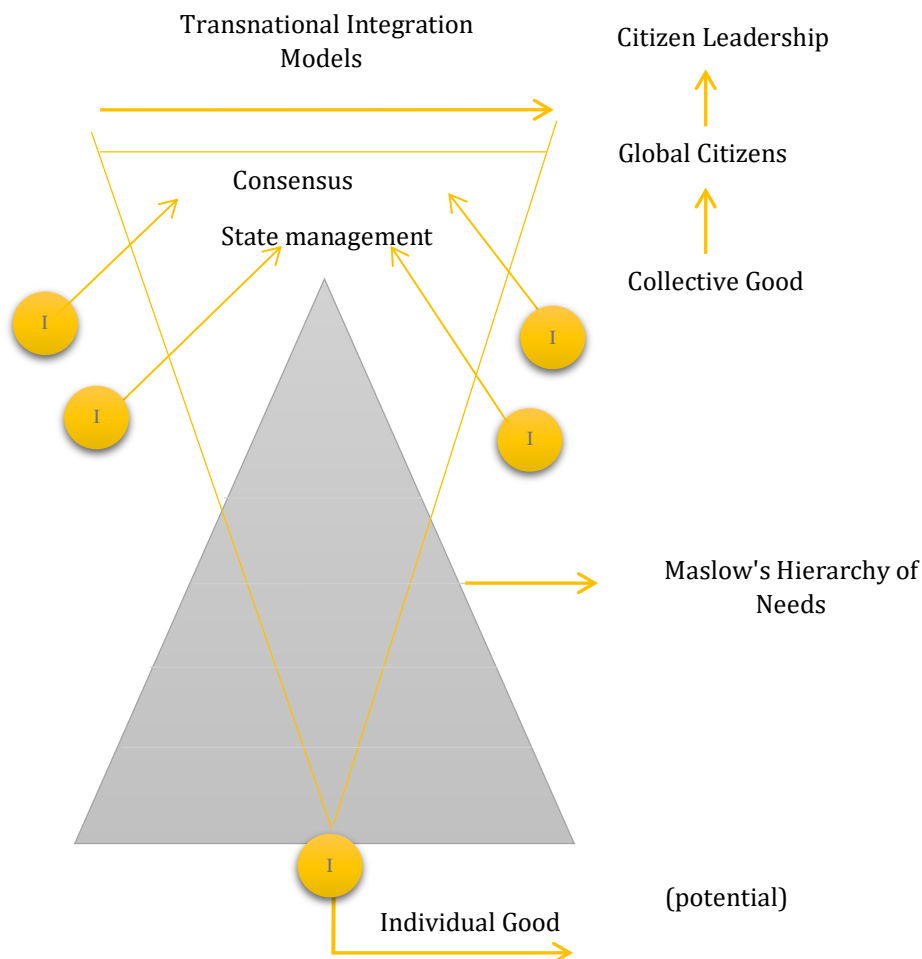 Transnational Integration
Models
Citizen Leadership
Global Citizens
Consensus
State management
Collective Good
I
I
I
I
Maslow's Hierarchy of
Needs
I
(potential)
Individual Good